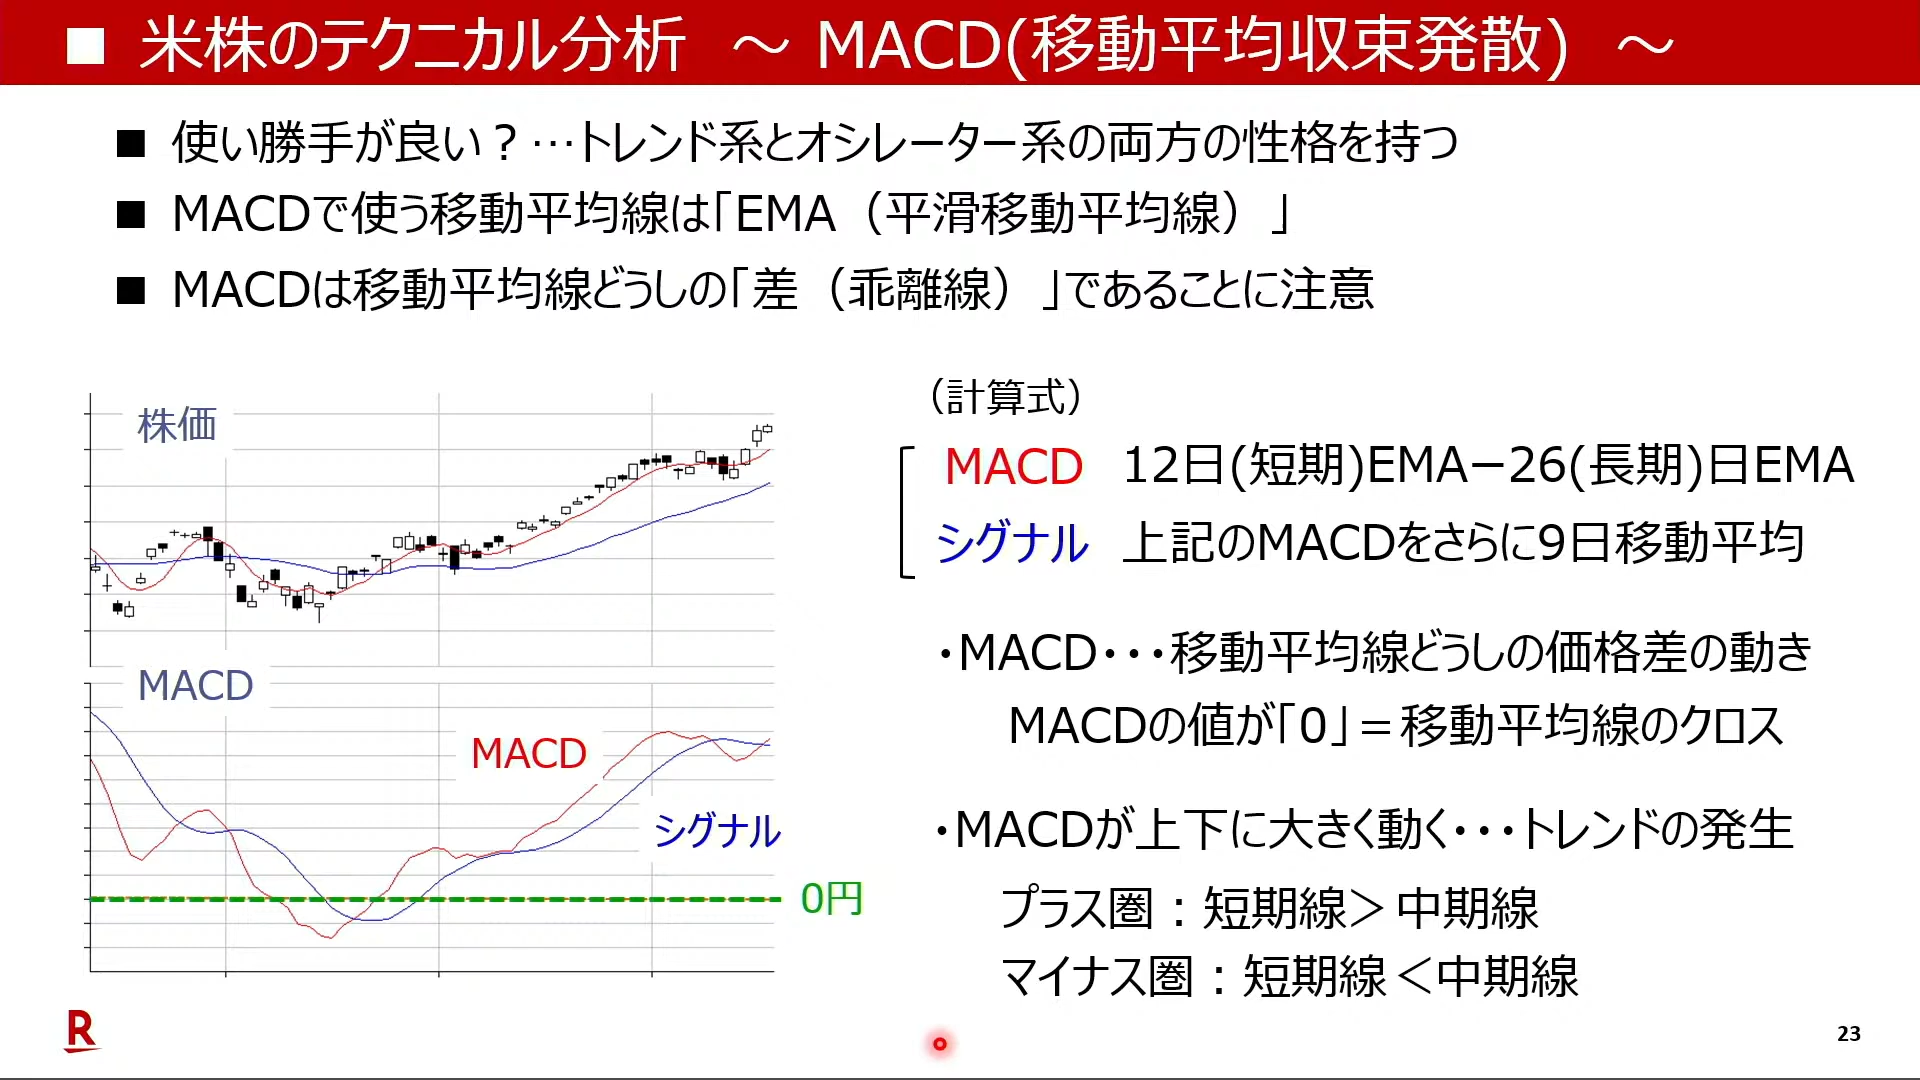 ■ 米株のテクニカル分析 ～ MACD(移動平均収束発散) ～
■ 使い勝手が良い？…トレンド系とオシレーター系の両方の性格を持つ
■ MACDで使う移動平均線は「EMA（平滑移動平均線）」
■ MACDは移動平均線どうしの「差（乖離線）」であることに注意
株価
MACD
MACD
シグナル
0円
（計算式）
MACD 12日(短期)EMA－26(長期)日EMA
シグナル 上記のMACDをさらに9日移動平均
・MACD・・・移動平均線どうしの価格差の動き
MACDの値が「0」＝移動平均線のクロス
・MACDが上下に大きく動く・・・トレンドの発生
プラス圏：短期線＞中期線
マイナス圏：短期線＜中期線
R
23